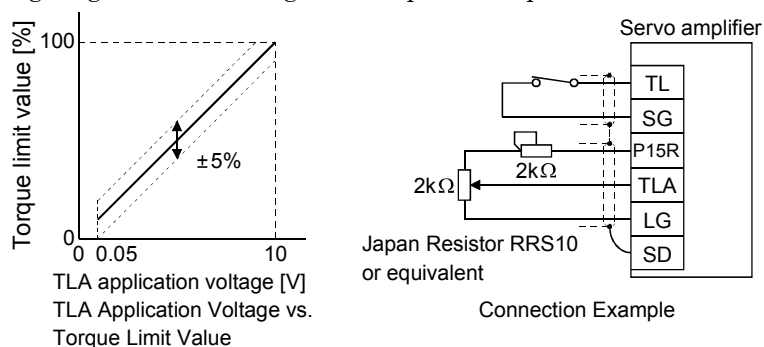 Torque limit value [%]
100
±5%
0
0 0.05 10
TLA application voltage [V]
TLA Application Voltage vs.
Torque Limit Value
Servo amplifier
TL
SG
P15R
2kΩ
2kΩ
TLA
LG
SD
Japan Resistor RRS10
or equivalent
Connection Example